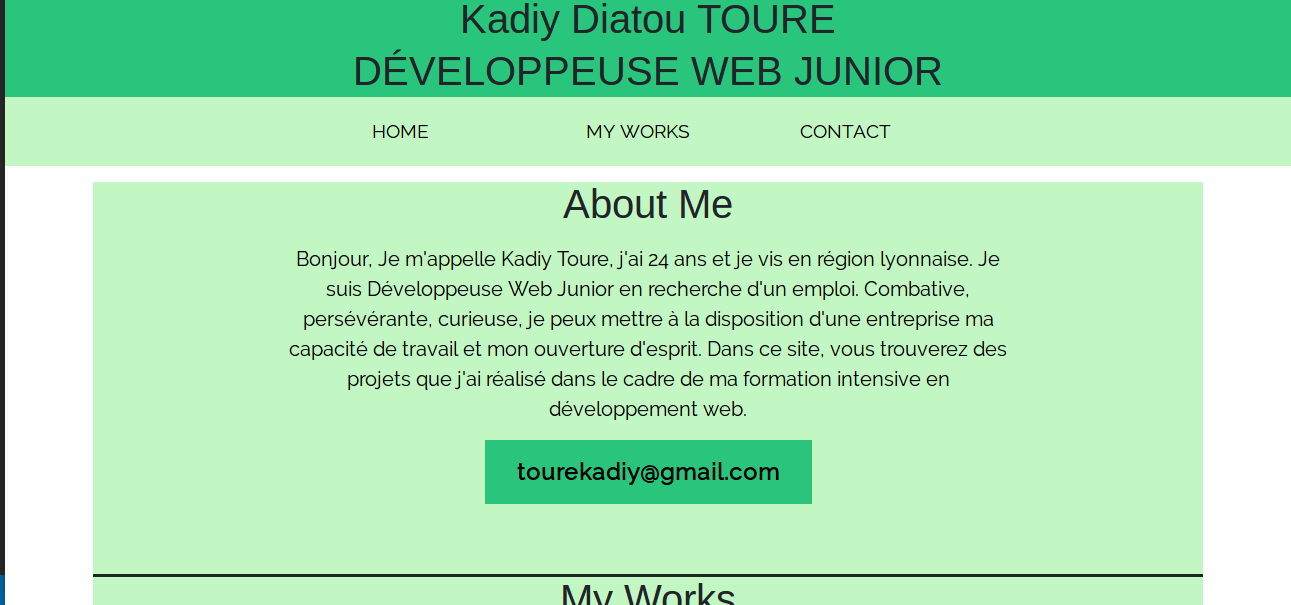 Kadiy Diatou TOURE
DÉVELOPPEUSE WEB JUNIOR
HOME MY WORKS CONTACT
About Me
Bonjour, Je m'appelle Kadiy Toure, j'ai 24 ans et je vis en région lyonnaise. Je
suis Développeuse Web Junior en recherche d'un emploi. Combative,
persévérante, curieuse, je peux mettre à la disposition d'une entreprise ma
capacité de travail et mon ouverture d'esprit. Dans ce site, vous trouverez des
projets que j'ai réalisé dans le cadre de ma formation intensive en
développement web.
tourekadiy@gmail.com
My Works